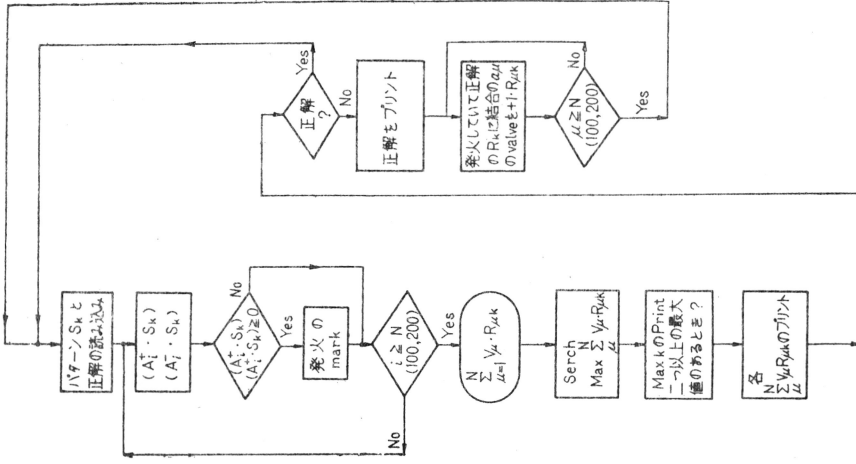 パターンSkと
正解の読み込み
(Ai⁺・Sk)
(Ai⁻・Sk)
(Ai⁺・Sk)
(Ai⁻・Sk)≧0
No
Yes
発火の
mark
i ≧ N
(100,200)
No
Yes
N
Σ Vμ・Rμk
μ=1
Serch
N
Max Σ Vμ・Rμk
μ
Max kのPrint
二つ以上の最大
値のあるとき?
各
N
Σ VμRμkのプリント
μ
正解
?
Yes
No
正解をプリント
発火していて正解
のRkに結合のaμ
のvalveを+1・Rμk
μ ≧ N
(100,200)
No
Yes